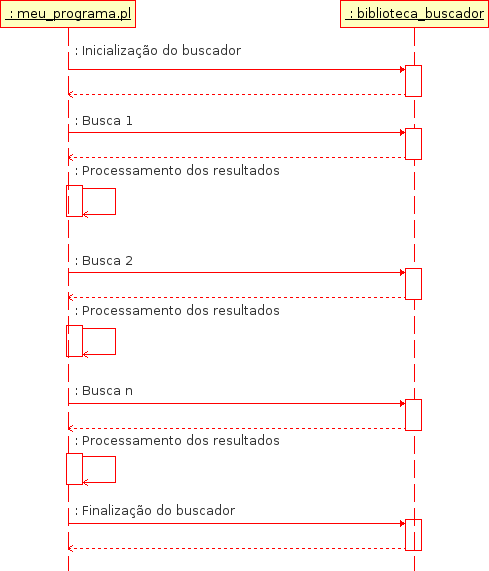 : meu_programa.pl
: biblioteca_buscador
: Inicialização do buscador
: Busca 1
: Processamento dos resultados
: Busca 2
: Processamento dos resultados
: Busca n
: Processamento dos resultados
: Finalização do buscador